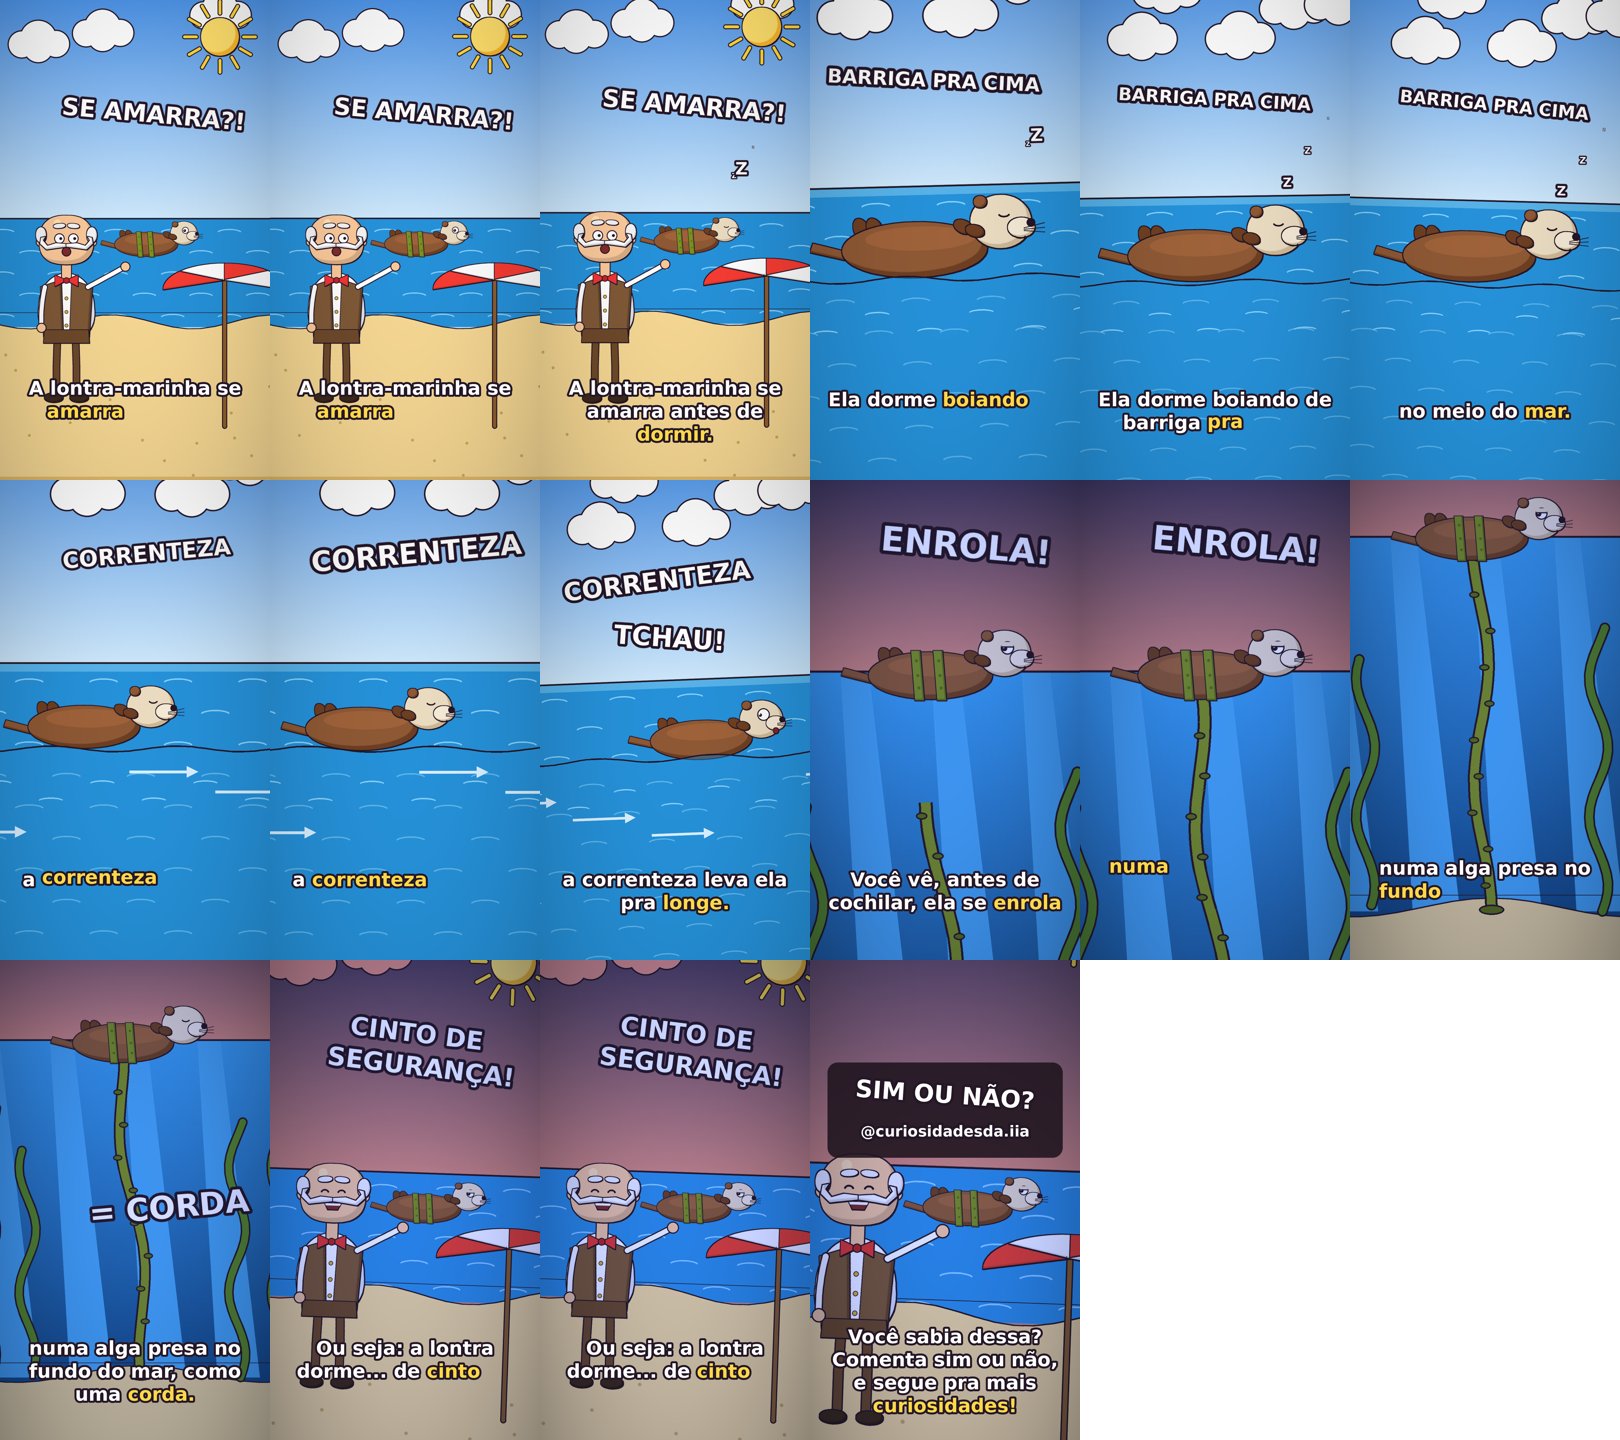 SE AMARRA?!
A lontra-marinha se
amarra
SE AMARRA?!
A lontra-marinha se
amarra
SE AMARRA?!
z
Z
A lontra-marinha se
amarra antes de
dormir.
BARRIGA PRA CIMA
z
Z
Ela dorme boiando
BARRIGA PRA CIMA
z
z
Ela dorme boiando de
barriga pra
BARRIGA PRA CIMA
z
z
no meio do mar.
CORRENTEZA
a correnteza
CORRENTEZA
a correnteza
CORRENTEZA
TCHAU!
a correnteza leva ela
pra longe.
ENROLA!
Você vê, antes de
cochilar, ela se enrola
ENROLA!
numa
numa alga presa no
fundo
= CORDA
numa alga presa no
fundo do mar, como
uma corda.
CINTO DE
SEGURANÇA!
Ou seja: a lontra
dorme... de cinto
CINTO DE
SEGURANÇA!
Ou seja: a lontra
dorme... de cinto
SIM OU NÃO?
@curiosidadesda.iia
Você sabia dessa?
Comenta sim ou não,
e segue pra mais
curiosidades!